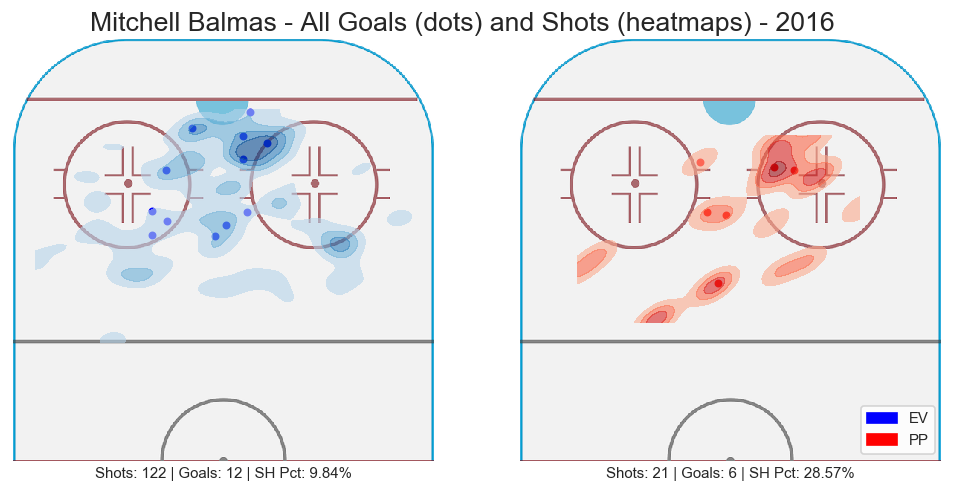 Mitchell Balmas - All Goals (dots) and Shots (heatmaps) - 2016
EV
PP
Shots: 122 | Goals: 12 | SH Pct: 9.84%
Shots: 21 | Goals: 6 | SH Pct: 28.57%